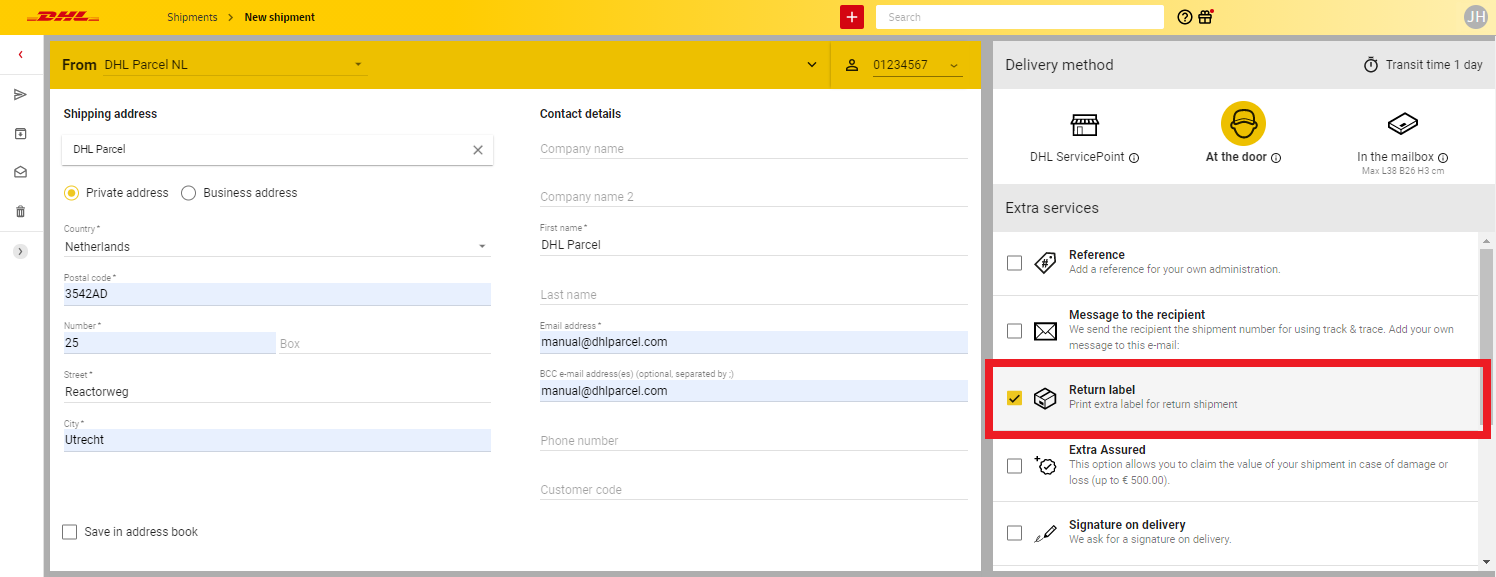 DHL
Shipments > New shipment
+
Search
JH
From DHL Parcel NL
01234567
Shipping address
DHL Parcel
Private address
Business address
Country *
Netherlands
Postal code *
3542AD
Number *
25
Box
Street *
Reactorweg
City *
Utrecht
Save in address book
Contact details
Company name
Company name 2
First name *
DHL Parcel
Last name
Email address *
manual@dhlparcel.com
BCC e-mail address(es) (optional, separated by ;)
manual@dhlparcel.com
Phone number
Customer code
Delivery method
Transit time 1 day
DHL ServicePoint
At the door
In the mailbox
Max L38 B26 H3 cm
Extra services
Reference
Add a reference for your own administration.
Message to the recipient
We send the recipient the shipment number for using track & trace. Add your own
message to this e-mail:
Return label
Print extra label for return shipment
Extra Assured
This option allows you to claim the value of your shipment in case of damage or
loss (up to € 500.00).
Signature on delivery
We ask for a signature on delivery.